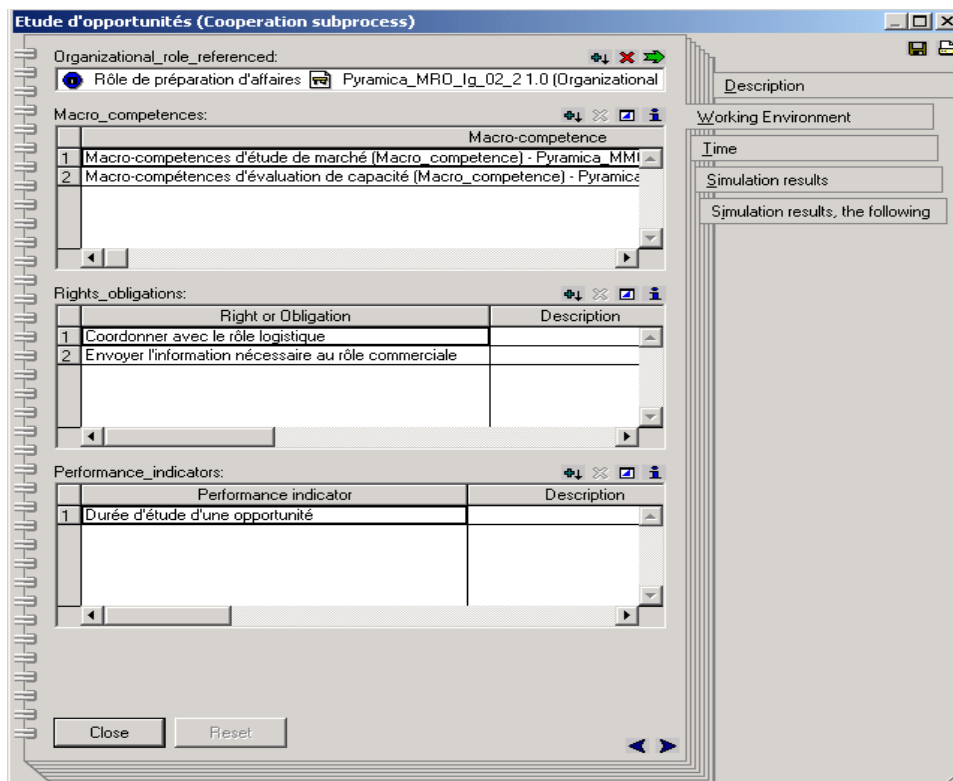 Etude d'opportunités (Cooperation subprocess)
Organizational_role_referenced:
Rôle de préparation d'affaires Pyramica_MRO_Ig_02_2 1.0 (Organizational
Macro_competences:
Macro-competence
1 Macro-competences d'étude de marché (Macro_competence) - Pyramica_MM
2 Macro-compétences d'évaluation de capacité (Macro_competence) - Pyramica
Rights_obligations:
Right or Obligation Description
1 Coordonner avec le rôle logistique
2 Envoyer l'information nécessaire au rôle commerciale
Performance_indicators:
Performance indicator Description
1 Durée d'étude d'une opportunité
Close Reset
Description
Working Environment
Time
Simulation results
Simulation results, the following